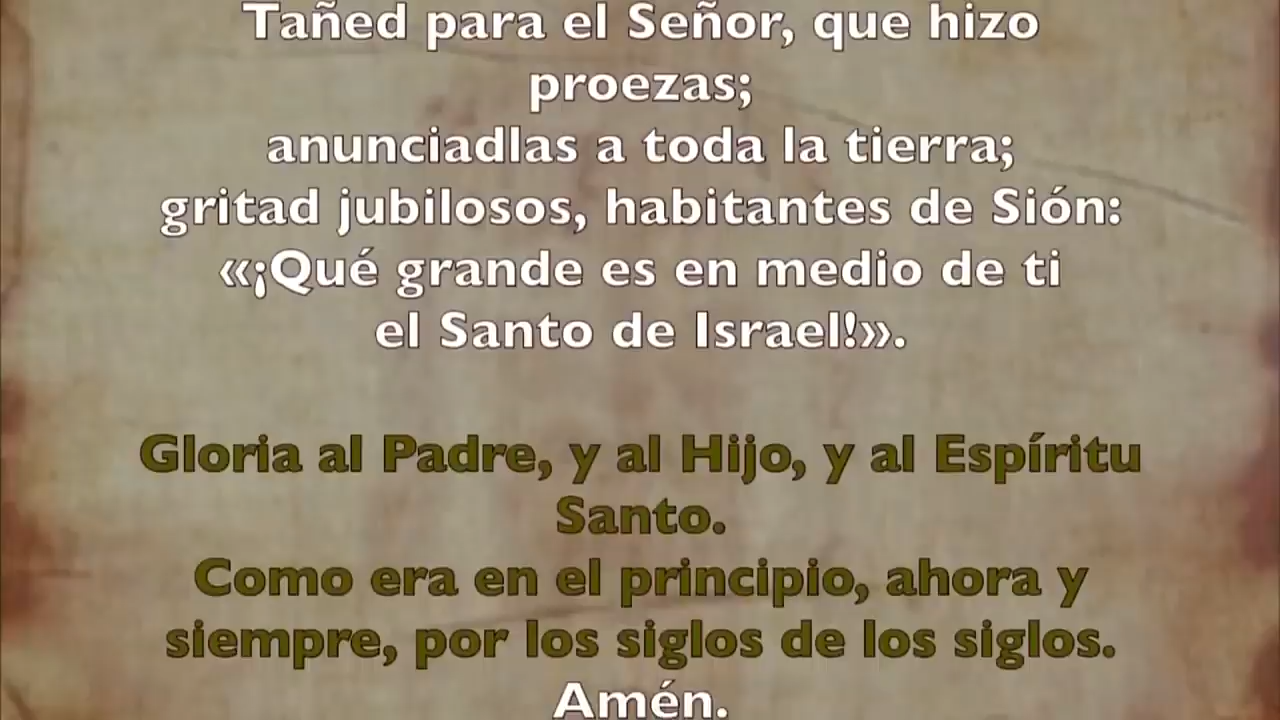 Tañed para el Señor, que hizo
proezas;
anunciadlas a toda la tierra;
gritad jubilosos, habitantes de Sión:
«¡Qué grande es en medio de ti
el Santo de Israel!».
Gloria al Padre, y al Hijo, y al Espíritu
Santo.
Como era en el principio, ahora y
siempre, por los siglos de los siglos.
Amén.